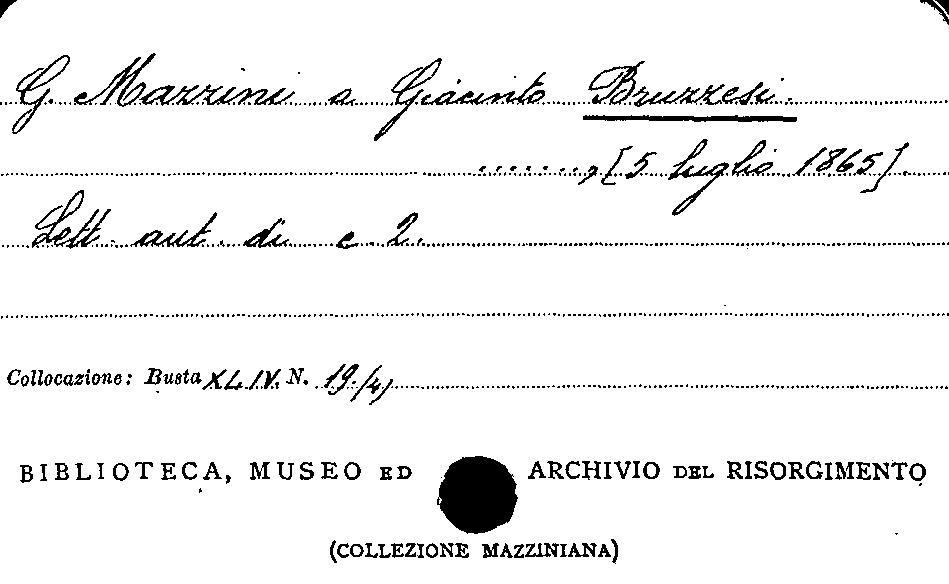 G. Mazzini a Giacinto Bruzzesi.
........, [5 luglio 1865].
Lett. aut. di c. 2.
Collocazione: Busta XLIV. N. 19./4)
BIBLIOTECA, MUSEO ED ARCHIVIO DEL RISORGIMENTO
(COLLEZIONE MAZZINIANA)